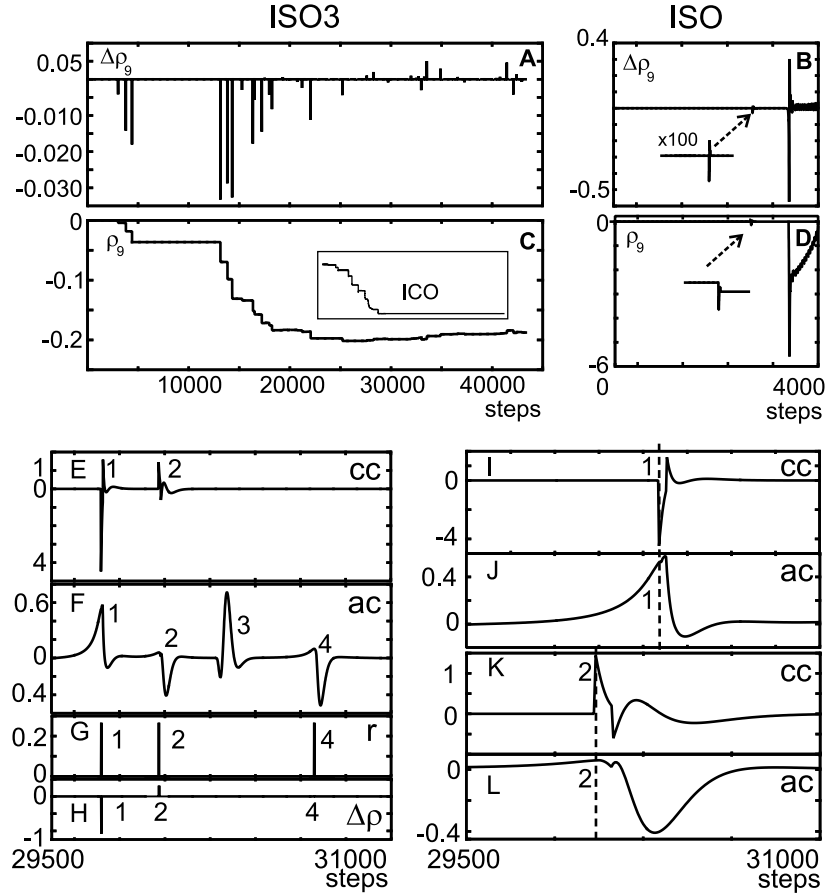 ISO3
ISO
0.05
Δρ₉
A
-0.010
-0.020
-0.030
0.4
Δρ₉
B
x100
-0.5
0
ρ₉
C
ICO
-0.1
-0.2
10000 20000 30000 40000
steps
0
ρ₉
D
-6
0 4000
steps
1
E
1
2
cc
0
4
0.6
F
1
2
3
4
ac
0
0.4
0.2
G
1
2
4
r
0
0
H
1
2
4
Δρ
-1
29500 31000
steps
I
1
cc
0
-4
0.4
J
1
ac
0
K
2
cc
1
0
0
L
2
ac
-0.4
29500 31000
steps